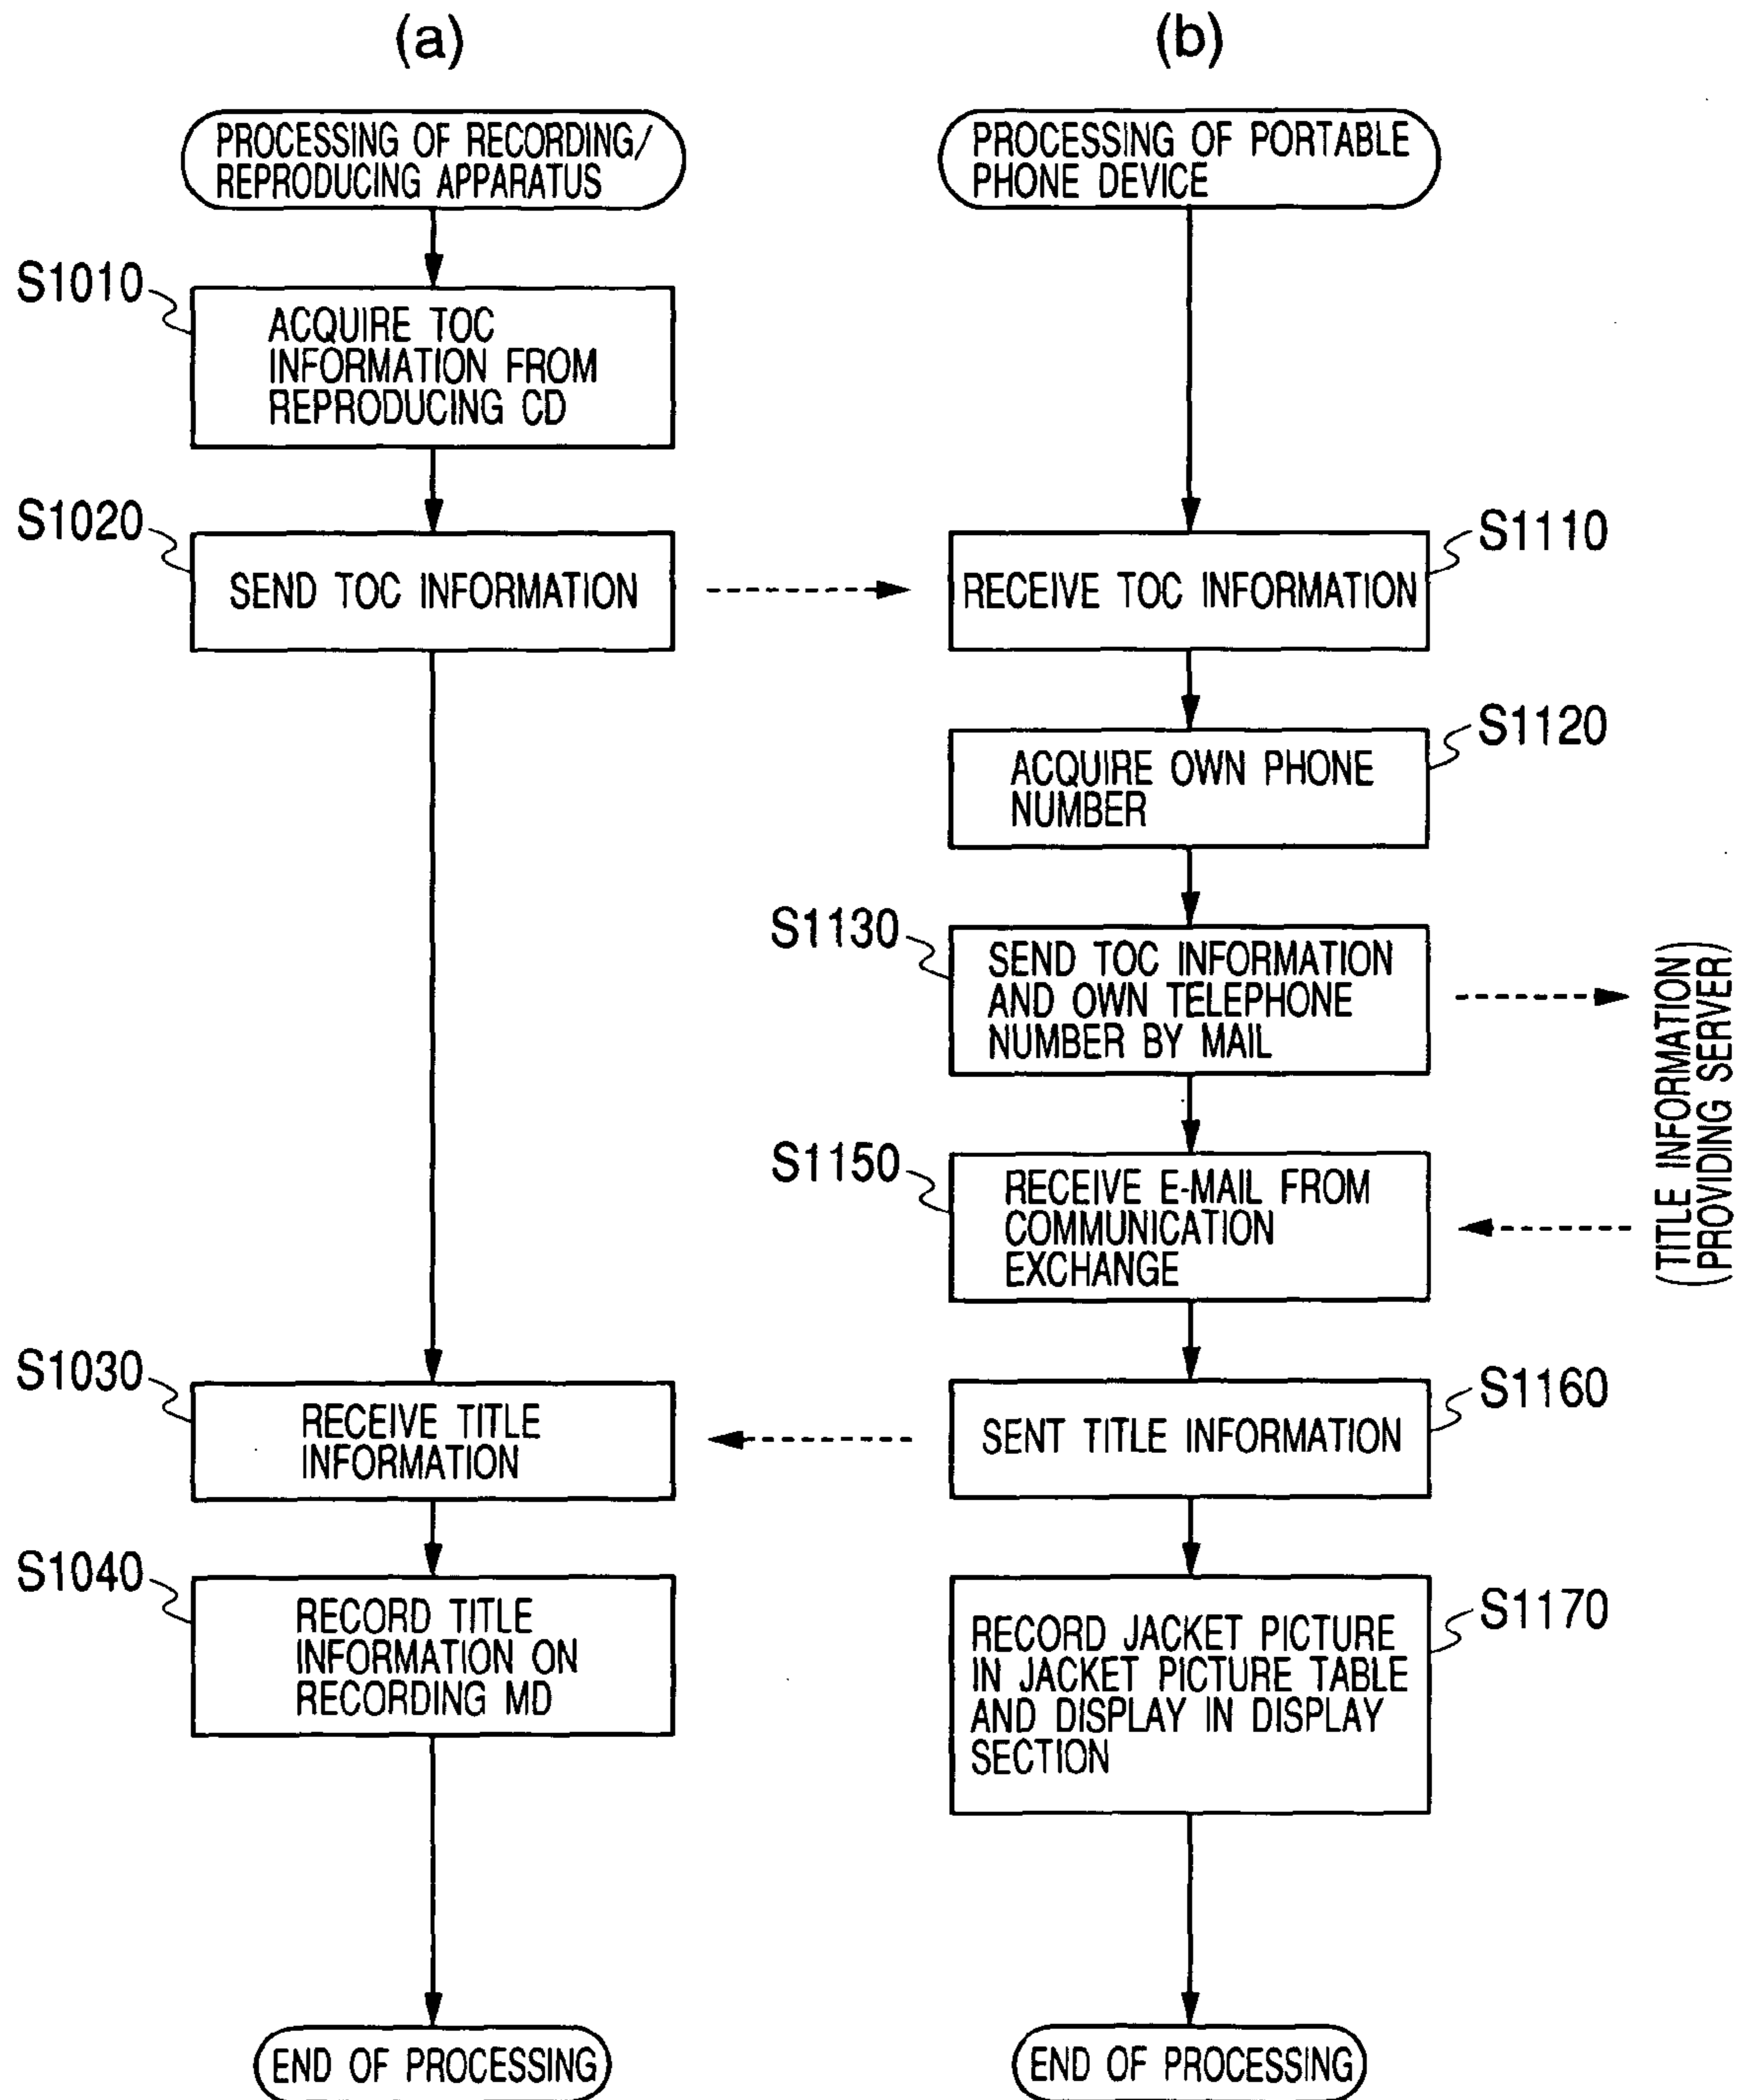 (a)
PROCESSING OF RECORDING/
REPRODUCING APPARATUS
S1010
ACQUIRE TOC
INFORMATION FROM
REPRODUCING CD
S1020
SEND TOC INFORMATION
S1030
RECEIVE TITLE
INFORMATION
S1040
RECORD TITLE
INFORMATION ON
RECORDING MD
END OF PROCESSING
(b)
PROCESSING OF PORTABLE
PHONE DEVICE
S1110
RECEIVE TOC INFORMATION
S1120
ACQUIRE OWN PHONE
NUMBER
S1130
SEND TOC INFORMATION
AND OWN TELEPHONE
NUMBER BY MAIL
S1150
RECEIVE E-MAIL FROM
COMMUNICATION
EXCHANGE
S1160
SENT TITLE INFORMATION
S1170
RECORD JACKET PICTURE
IN JACKET PICTURE TABLE
AND DISPLAY IN DISPLAY
SECTION
END OF PROCESSING
(TITLE INFORMATION
PROVIDING SERVER)